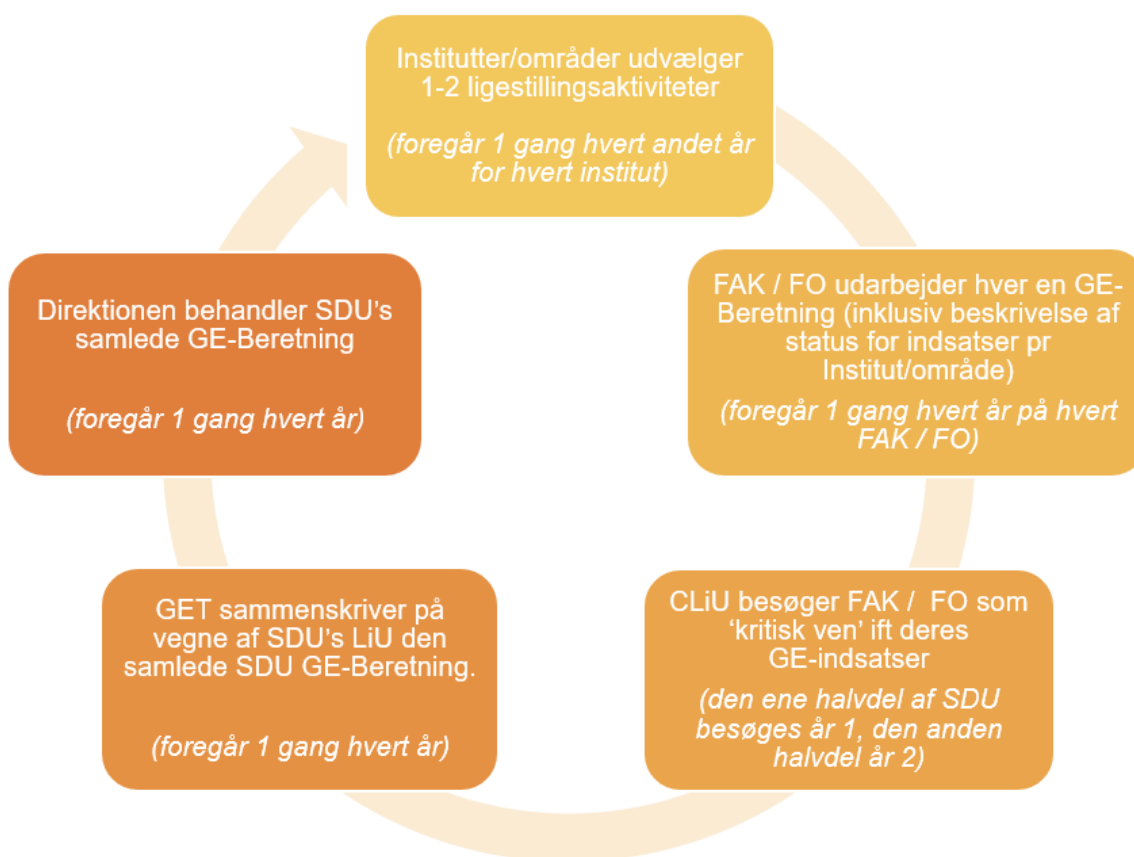 Institutter/områder udvælger
1-2 ligestillingsaktiviteter
(foregår 1 gang hvert andet år
for hvert institut)
FAK / FO udarbejder hver en GE-
Beretning (inklusiv beskrivelse af
status for indsatser pr
Institut/område)
(foregår 1 gang hvert år på hvert
FAK / FO)
CLiU besøger FAK / FO som
‘kritisk ven’ ift deres
GE-indsatser
(den ene halvdel af SDU
besøges år 1, den anden
halvdel år 2)
GET sammenskriver på
vegne af SDU’s LiU den
samlede SDU GE-Beretning.
(foregår 1 gang hvert år)
Direktionen behandler SDU’s
samlede GE-Beretning
(foregår 1 gang hvert år)